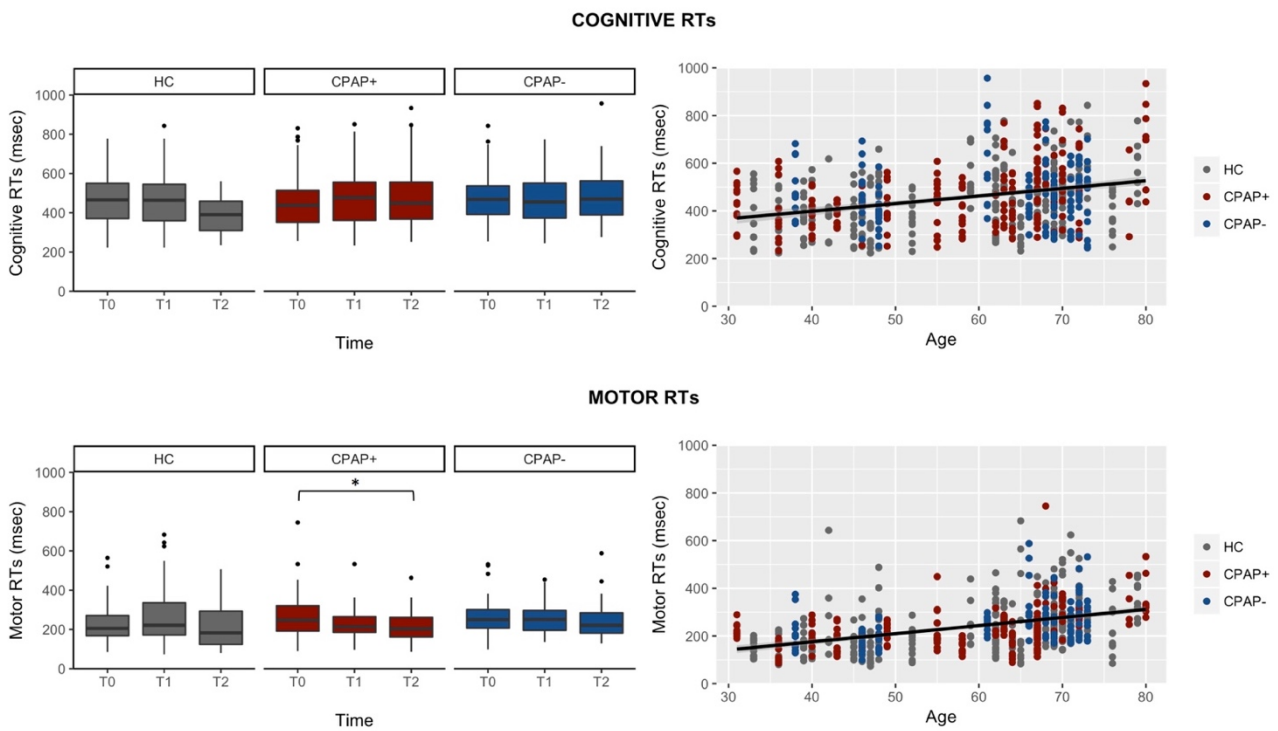 COGNITIVE RTs
HC CPAP+ CPAP-
Cognitive RTs (msec)
1000
800
600
400
200
0
T0 T1 T2 T0 T1 T2 T0 T1 T2
Time
Cognitive RTs (msec)
1000
800
600
400
200
0
30 40 50 60 70 80
Age
HC
CPAP+
CPAP-
MOTOR RTs
HC CPAP+ CPAP-
*
Motor RTs (msec)
1000
800
600
400
200
0
T0 T1 T2 T0 T1 T2 T0 T1 T2
Time
Motor RTs (msec)
1000
800
600
400
200
0
30 40 50 60 70 80
Age
HC
CPAP+
CPAP-